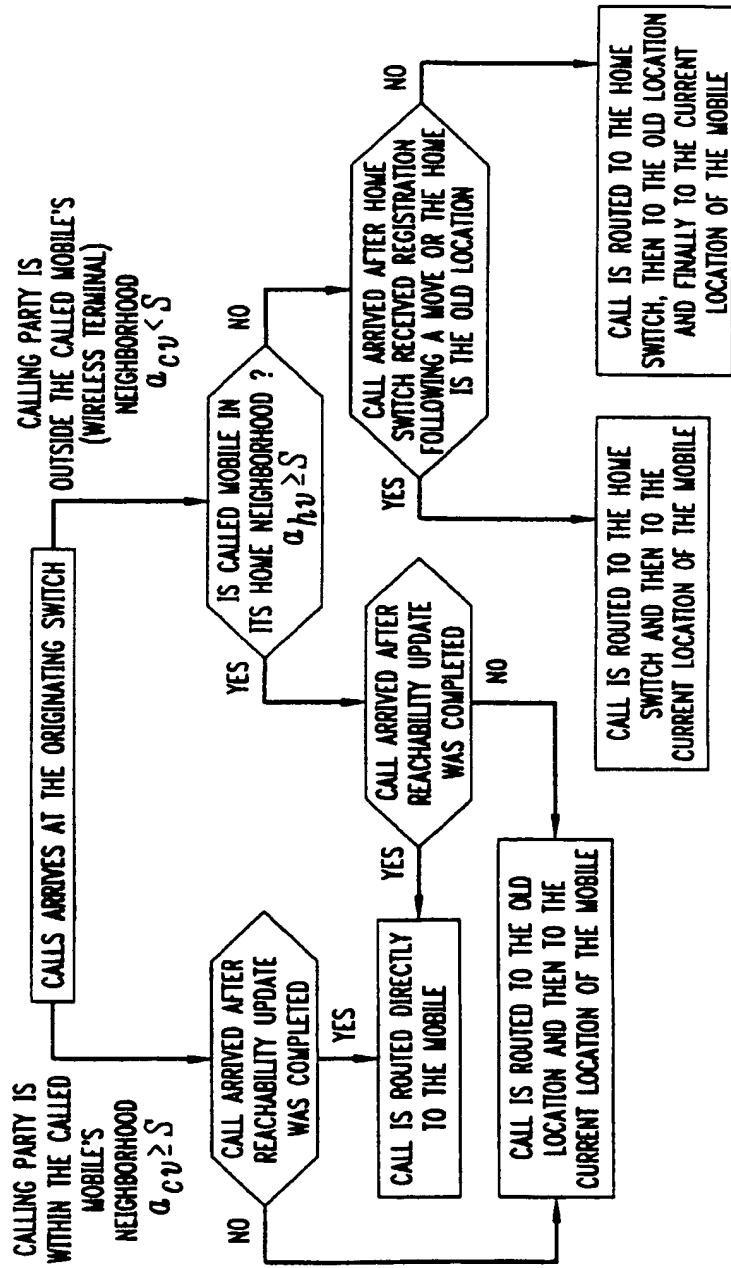 CALLING PARTY IS
WITHIN THE CALLED
MOBILE'S
NEIGHBORHOOD
a cv ≥ S
CALLS ARRIVES AT THE ORIGINATING SWITCH
CALLING PARTY IS
OUTSIDE THE CALLED MOBILE'S
(WIRELESS TERMINAL)
NEIGHBORHOOD
a cv < S
CALL ARRIVED AFTER
REACHABILITY UPDATE
WAS COMPLETED
NO
YES
IS CALLED MOBILE IN
ITS HOME NEIGHBORHOOD ?
a hv ≥ S
YES
NO
CALL ARRIVED AFTER
REACHABILITY UPDATE
WAS COMPLETED
YES
NO
CALL ARRIVED AFTER HOME
SWITCH RECEIVED REGISTRATION
FOLLOWING A MOVE OR THE HOME
IS THE OLD LOCATION
YES
NO
CALL IS ROUTED DIRECTLY
TO THE MOBILE
CALL IS ROUTED TO THE OLD
LOCATION AND THEN TO THE
CURRENT LOCATION OF THE MOBILE
CALL IS ROUTED TO THE HOME
SWITCH AND THEN TO THE
CURRENT LOCATION OF THE MOBILE
CALL IS ROUTED TO THE HOME
SWITCH, THEN TO THE OLD LOCATION
AND FINALLY TO THE CURRENT
LOCATION OF THE MOBILE